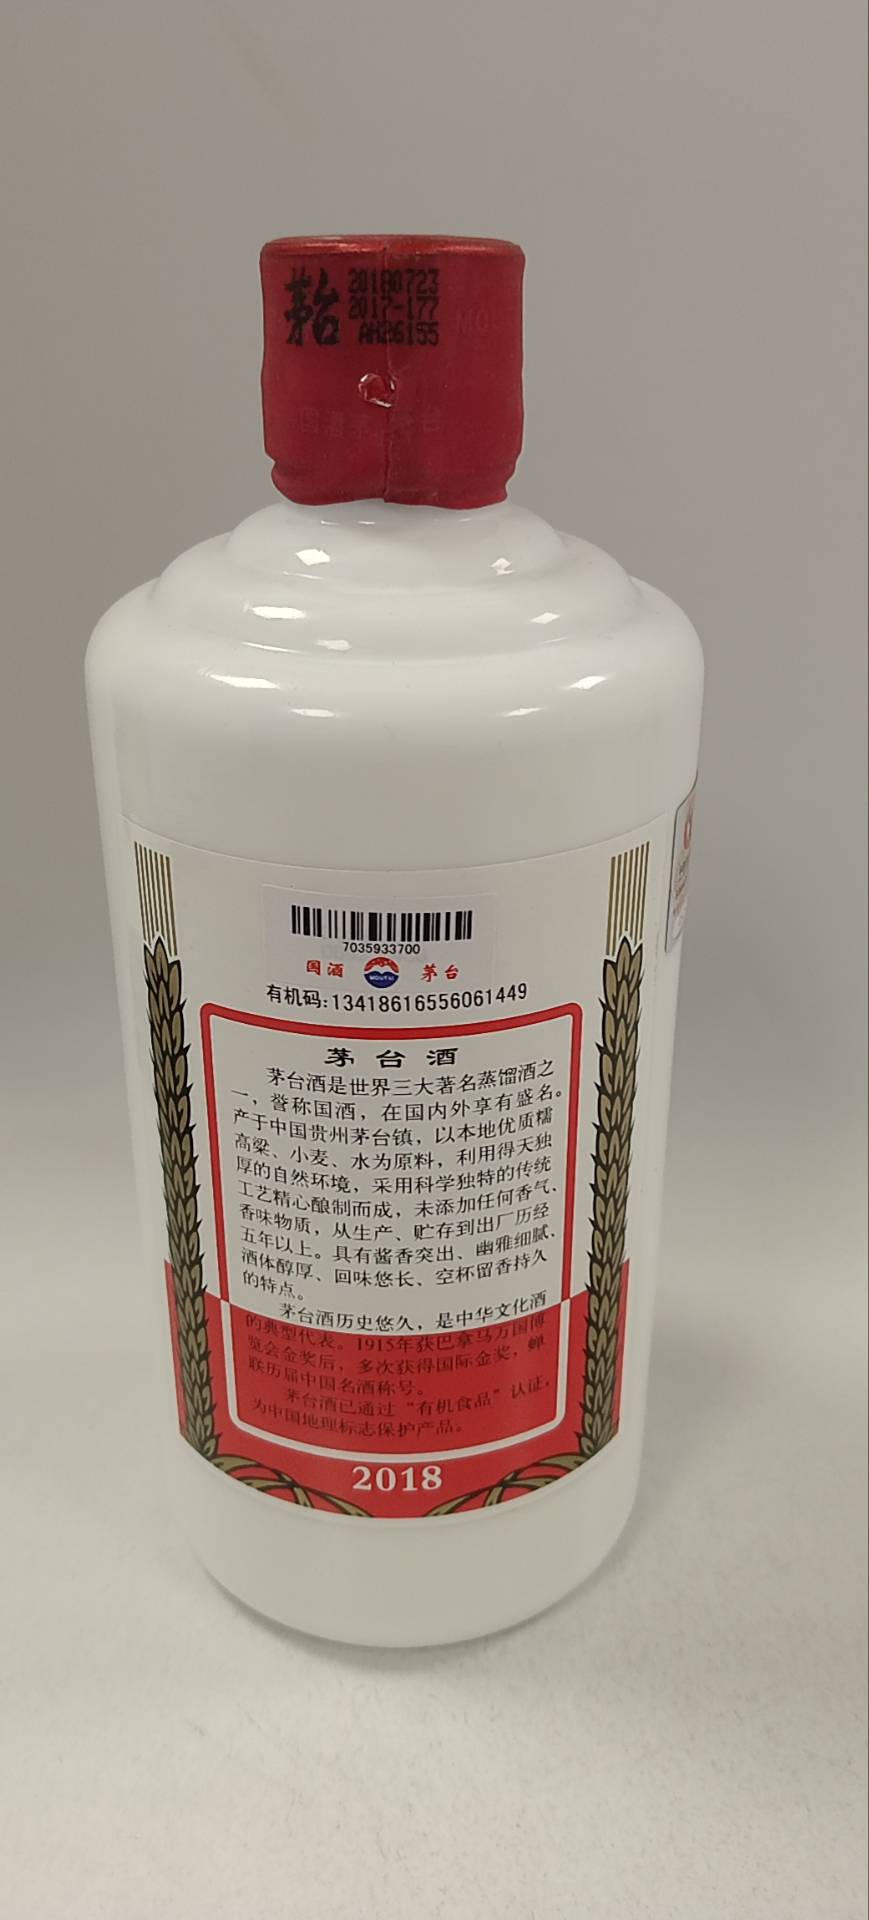 茅台
20180723
2017-177
AH26155
MOU
国酒茅台
7035933700
国酒 MOUTAI 茅台
有机码:13418616556061449
茅台酒
茅台酒是世界三大著名蒸馏酒之
一，誉称国酒，在国内外享有盛名。
产于中国贵州茅台镇，以本地优质糯
高粱、小麦、水为原料，利用得天独
厚的自然环境，采用科学独特的传统
工艺精心酿制而成，未添加任何香气、
香味物质，从生产、贮存到出厂历经
五年以上。具有酱香突出、幽雅细腻、
酒体醇厚、回味悠长、空杯留香持久
的特点。
茅台酒历史悠久，是中华文化酒
的典型代表。1915年获巴拿马万国博
览会金奖后，多次获得国际金奖，蝉
联历届中国名酒称号。
茅台酒已通过“有机食品”认证，
为中国地理标志保护产品。
2018